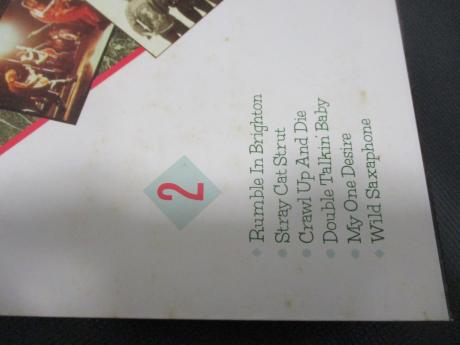 2
Rumble In Brighton
Stray Cat Strut
Crawl Up And Die
Double Talkin' Baby
My One Desire
Wild Saxaphone